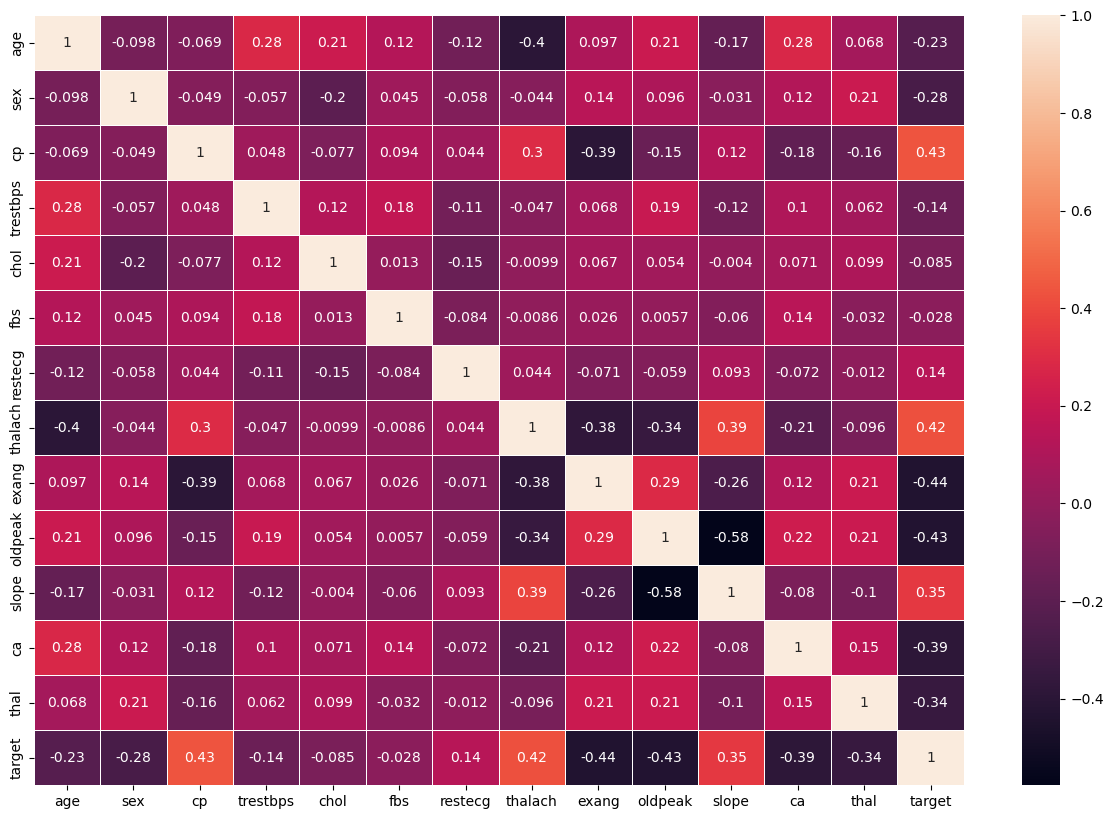 age 1 -0.098 -0.069 0.28 0.21 0.12 -0.12 -0.4 0.097 0.21 -0.17 0.28 0.068 -0.23
sex -0.098 1 -0.049 -0.057 -0.2 0.045 -0.058 -0.044 0.14 0.096 -0.031 0.12 0.21 -0.28
cp -0.069 -0.049 1 0.048 -0.077 0.094 0.044 0.3 -0.39 -0.15 0.12 -0.18 -0.16 0.43
trestbps 0.28 -0.057 0.048 1 0.12 0.18 -0.11 -0.047 0.068 0.19 -0.12 0.1 0.062 -0.14
chol 0.21 -0.2 -0.077 0.12 1 0.013 -0.15 -0.0099 0.067 0.054 -0.004 0.071 0.099 -0.085
fbs 0.12 0.045 0.094 0.18 0.013 1 -0.084 -0.0086 0.026 0.0057 -0.06 0.14 -0.032 -0.028
restecg -0.12 -0.058 0.044 -0.11 -0.15 -0.084 1 0.044 -0.071 -0.059 0.093 -0.072 -0.012 0.14
thalach -0.4 -0.044 0.3 -0.047 -0.0099 -0.0086 0.044 1 -0.38 -0.34 0.39 -0.21 -0.096 0.42
exang 0.097 0.14 -0.39 0.068 0.067 0.026 -0.071 -0.38 1 0.29 -0.26 0.12 0.21 -0.44
oldpeak 0.21 0.096 -0.15 0.19 0.054 0.0057 -0.059 -0.34 0.29 1 -0.58 0.22 0.21 -0.43
slope -0.17 -0.031 0.12 -0.12 -0.004 -0.06 0.093 0.39 -0.26 -0.58 1 -0.08 -0.1 0.35
ca 0.28 0.12 -0.18 0.1 0.071 0.14 -0.072 -0.21 0.12 0.22 -0.08 1 0.15 -0.39
thal 0.068 0.21 -0.16 0.062 0.099 -0.032 -0.012 -0.096 0.21 0.21 -0.1 0.15 1 -0.34
target -0.23 -0.28 0.43 -0.14 -0.085 -0.028 0.14 0.42 -0.44 -0.43 0.35 -0.39 -0.34 1
age sex cp trestbps chol fbs restecg thalach exang oldpeak slope ca thal target
1.0
0.8
0.6
0.4
0.2
0.0
−0.2
−0.4